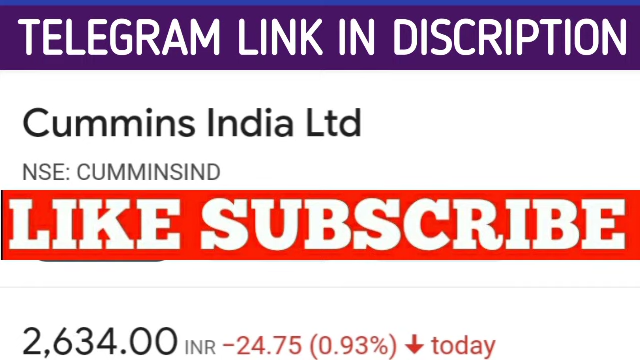 TELEGRAM LINK IN DISCRIPTION
Cummins India Ltd
NSE: CUMMINSIND
LIKE SUBSCRIBE
2,634.00 INR −24.75 (0.93%) ↓ today